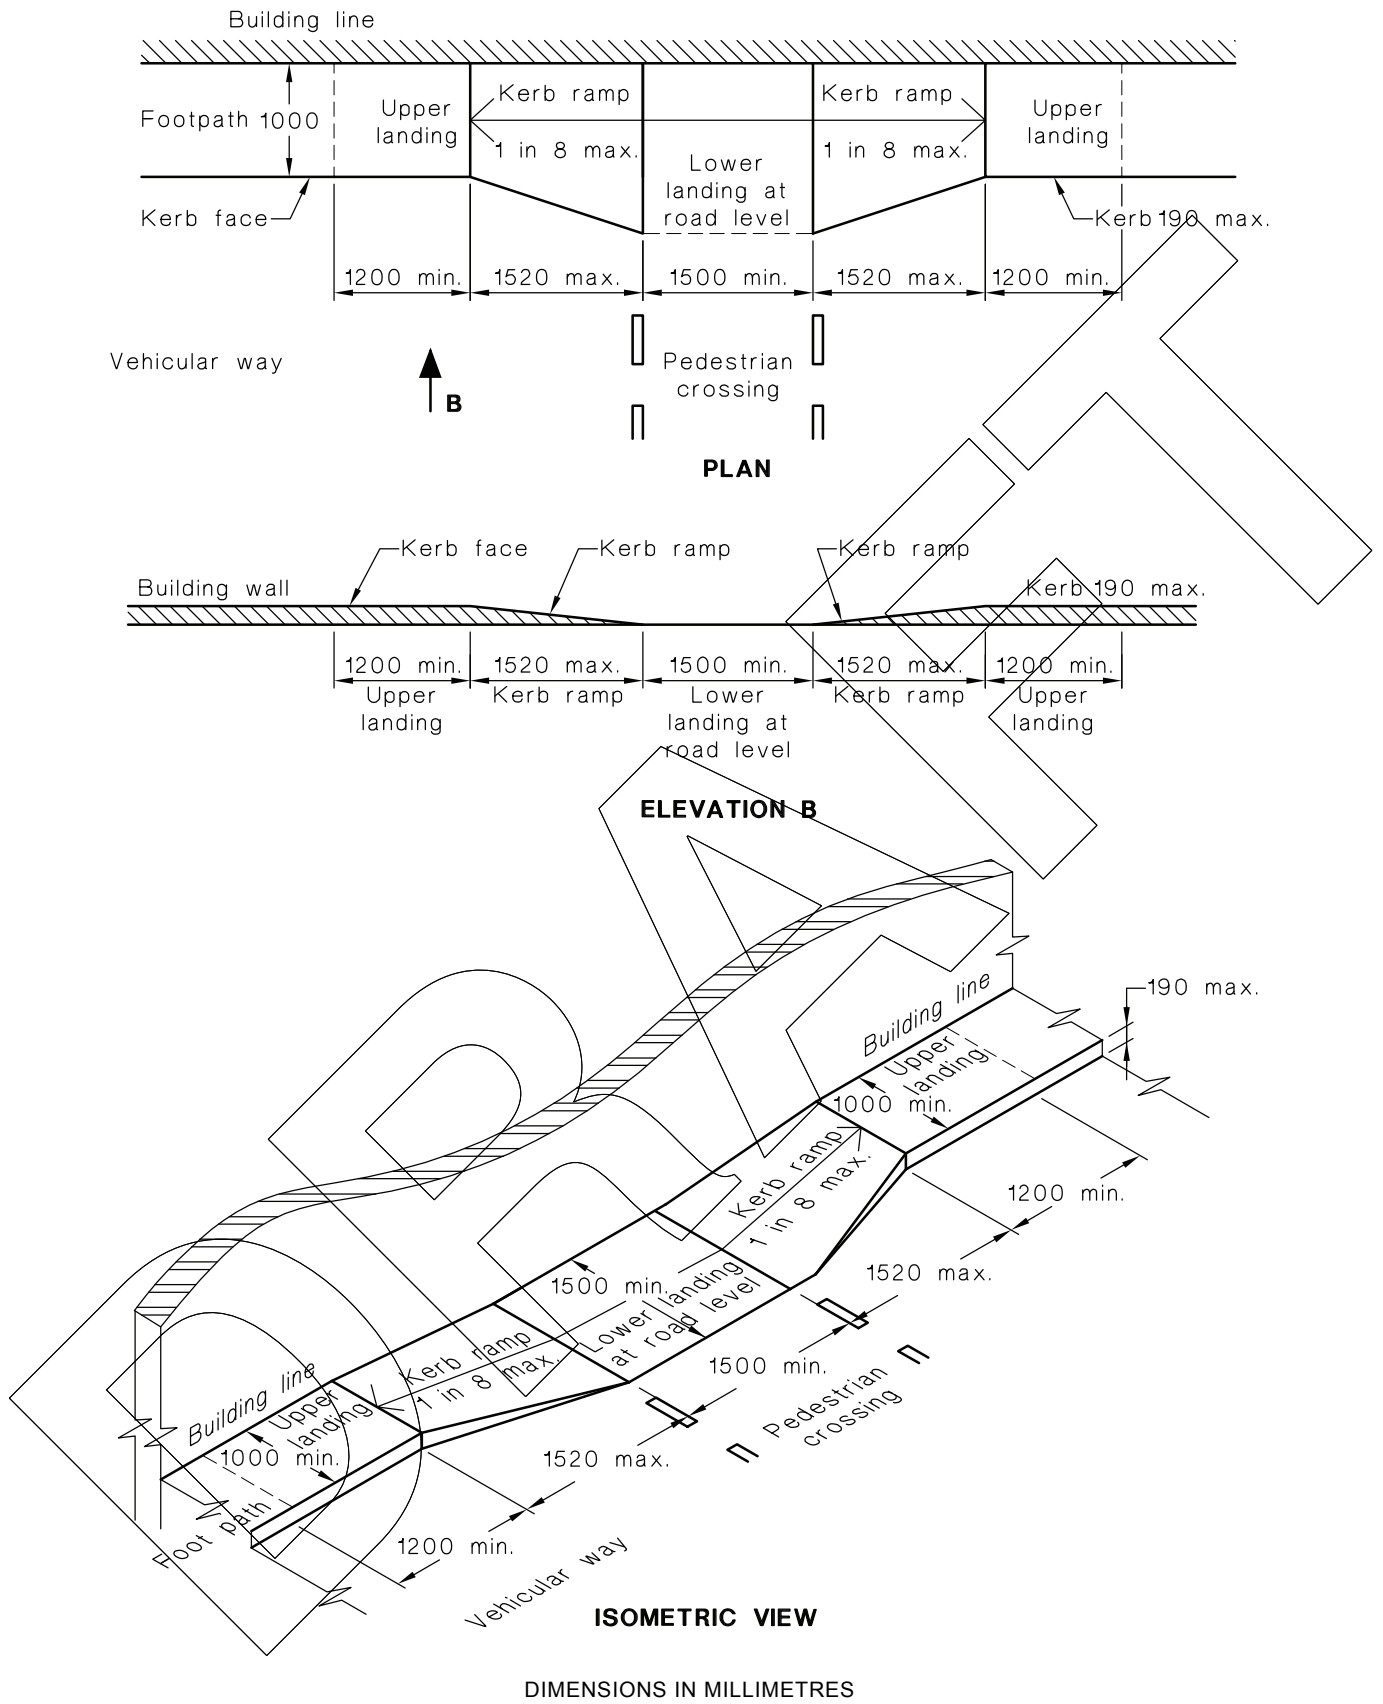 Building line
Footpath 1000
Upper
landing
Kerb ramp
1 in 8 max.
Lower
landing at
road level
Kerb ramp
1 in 8 max.
Upper
landing
Kerb face
Kerb 190 max.
1200 min.
1520 max.
1500 min.
1520 max.
1200 min.
Vehicular way
B
Pedestrian
crossing
PLAN
Kerb face
Kerb ramp
Kerb ramp
Building wall
Kerb 190 max.
1200 min.
1520 max.
1500 min.
1520 max.
1200 min.
Upper
landing
Kerb ramp
Lower
landing at
road level
Kerb ramp
Upper
landing
ELEVATION B
190 max.
Building line
Upper
landing
1000 min.
Kerb ramp
1 in 8 max.
1200 min.
1500 min.
Lower landing
at road level
1520 max.
Kerb ramp
1 in 8 max.
1500 min.
Building line
Upper
landing
1000 min.
Pedestrian
crossing
1520 max.
Foot path
1200 min.
Vehicular way
ISOMETRIC VIEW
DIMENSIONS IN MILLIMETRES
DRAFT